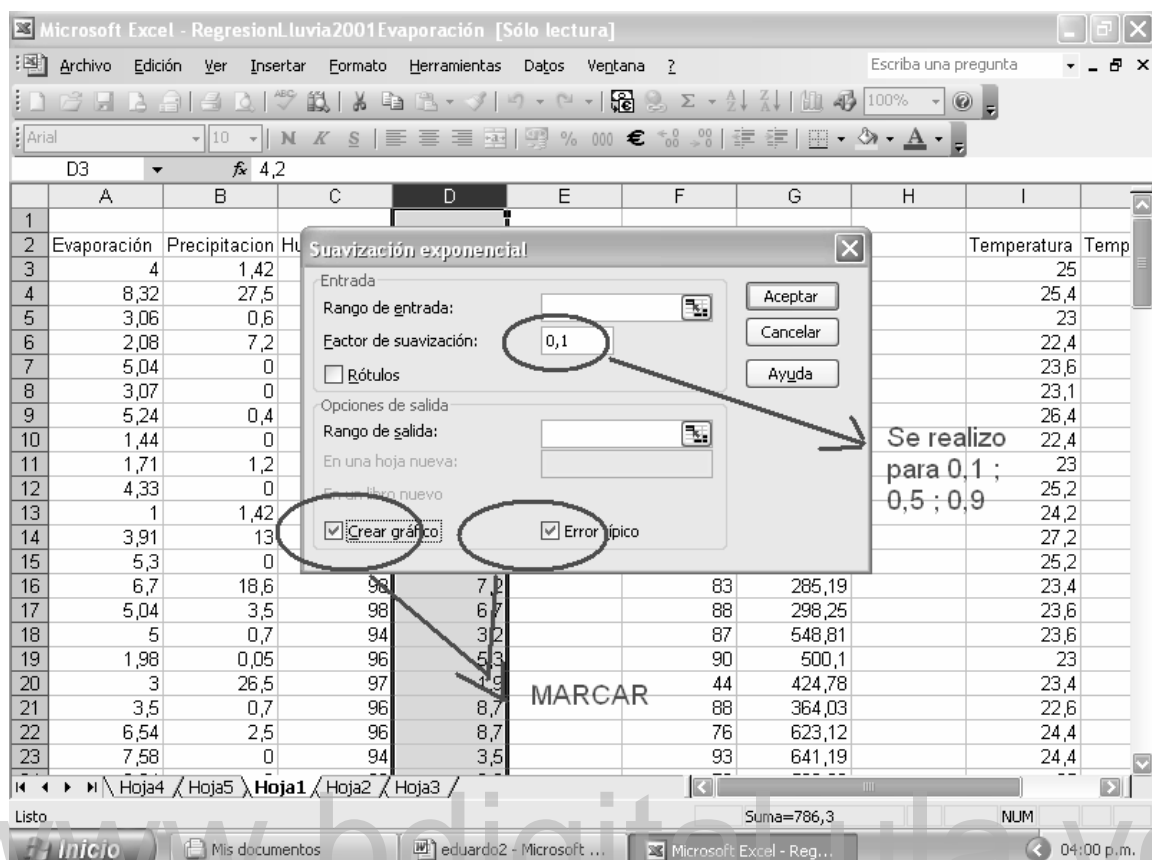 Microsoft Excel - RegresionLluvia2001Evaporación [Sólo lectura]
Archivo Edición Ver Insertar Formato Herramientas Datos Ventana ? Escriba una pregunta
100%
Arial 10 N K S % 000 €
D3 fx 4,2
A B C D E F G H I
1
2 Evaporación Precipitacion Hu Temperatura Temp
3 4 1,42 25
4 8,32 27,5 25,4
5 3,06 0,6 23
6 2,08 7,2 22,4
7 5,04 0 23,6
8 3,07 0 23,1
9 5,24 0,4 26,4
10 1,44 0 22,4
11 1,71 1,2 23
12 4,33 0 25,2
13 1 1,42 24,2
14 3,91 13 27,2
15 5,3 0 25,2
16 6,7 18,6 98 7,2 83 285,19 23,4
17 5,04 3,5 98 6,7 88 298,25 23,6
18 5 0,7 94 3,2 87 548,81 23,6
19 1,98 0,05 96 5,3 90 500,1 23
20 3 26,5 97 1,9 44 424,78 23,4
21 3,5 0,7 96 8,7 88 364,03 22,6
22 6,54 2,5 96 8,7 76 623,12 24,4
23 7,58 0 94 3,5 93 641,19 24,4
Suavización exponencial
Entrada
Rango de entrada:
Factor de suavización: 0,1
Rótulos
Opciones de salida
Rango de salida:
En una hoja nueva:
En un libro nuevo
Crear gráfico Error típico
Aceptar
Cancelar
Ayuda
Se realizo
para 0,1 ;
0,5 ; 0,9
MARCAR
Hoja4 Hoja5 Hoja1 Hoja2 Hoja3
Listo Suma=786,3 NUM
Inicio Mis documentos eduardo2 - Microsoft ... Microsoft Excel - Reg... 04:00 p.m.